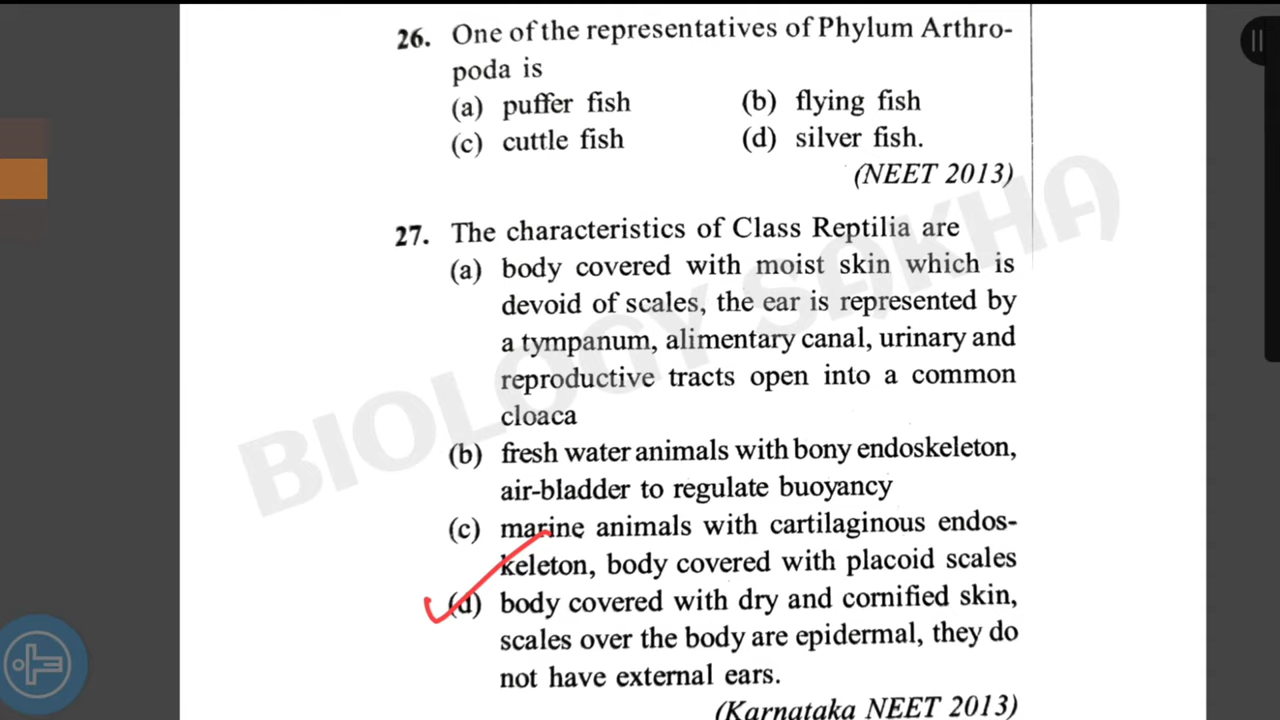 26. One of the representatives of Phylum Arthro-
poda is
(a) puffer fish (b) flying fish
(c) cuttle fish (d) silver fish.
(NEET 2013)
27. The characteristics of Class Reptilia are
(a) body covered with moist skin which is
devoid of scales, the ear is represented by
a tympanum, alimentary canal, urinary and
reproductive tracts open into a common
cloaca
(b) fresh water animals with bony endoskeleton,
air-bladder to regulate buoyancy
(c) marine animals with cartilaginous endos-
keleton, body covered with placoid scales
(d) body covered with dry and cornified skin,
scales over the body are epidermal, they do
not have external ears.
(Karnataka NEET 2013)
BIOLOGY SAKHA